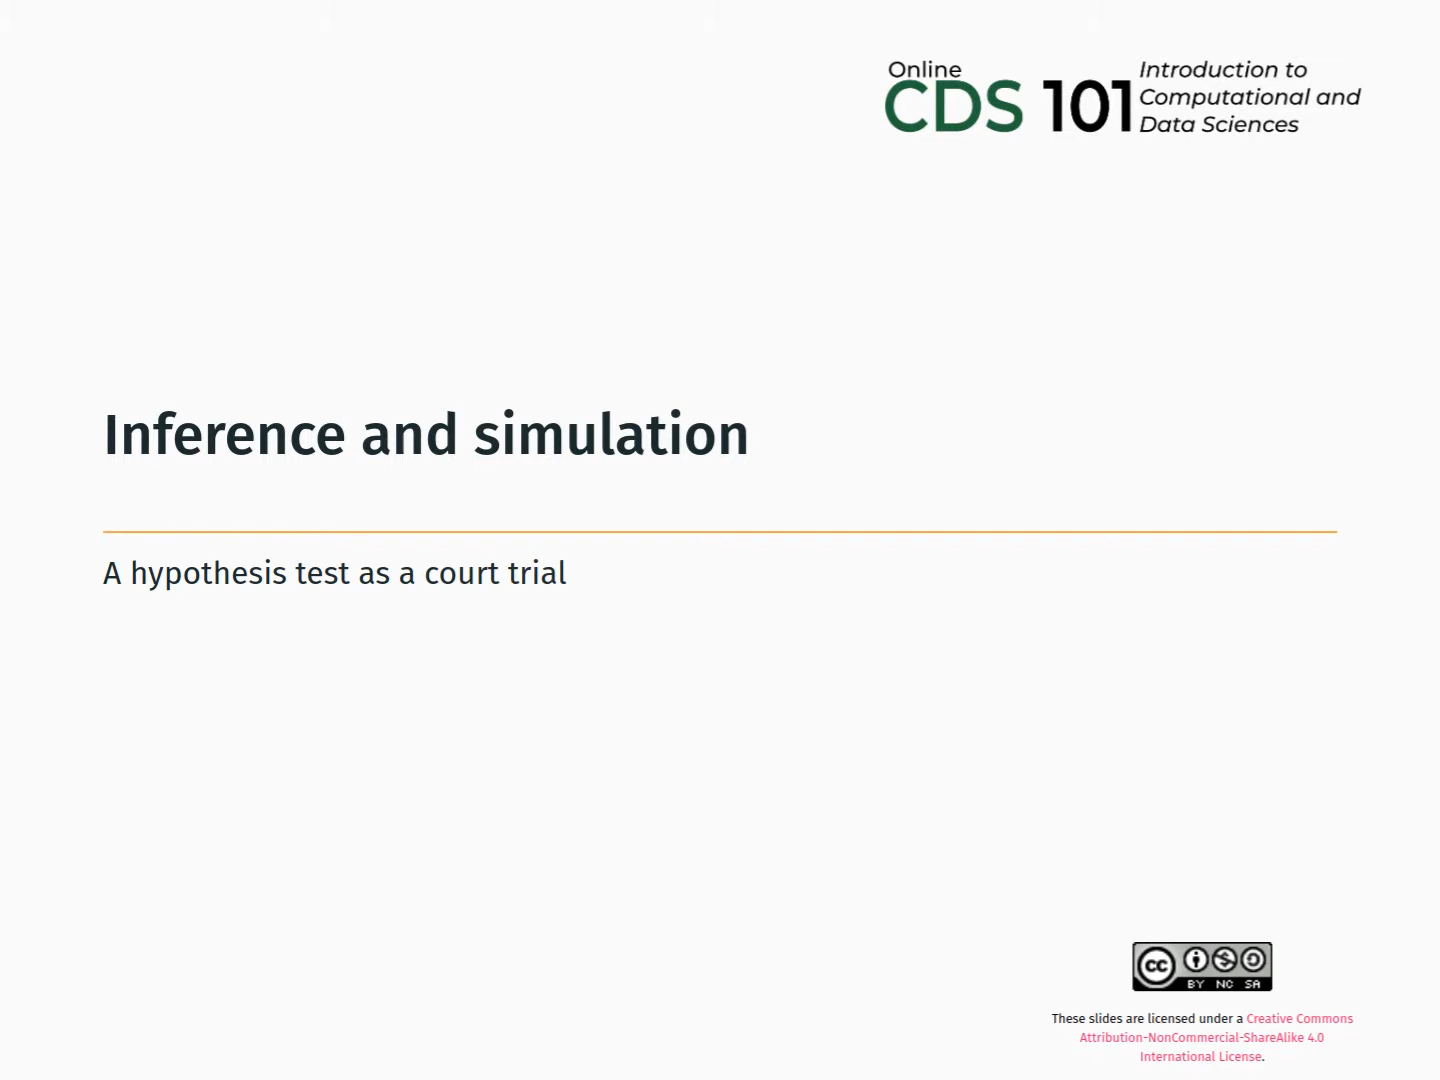 Online
CDS 101
Introduction to
Computational and
Data Sciences
Inference and simulation
A hypothesis test as a court trial
cc
BY NC SA
These slides are licensed under a Creative Commons
Attribution-NonCommercial-ShareAlike 4.0
International License.